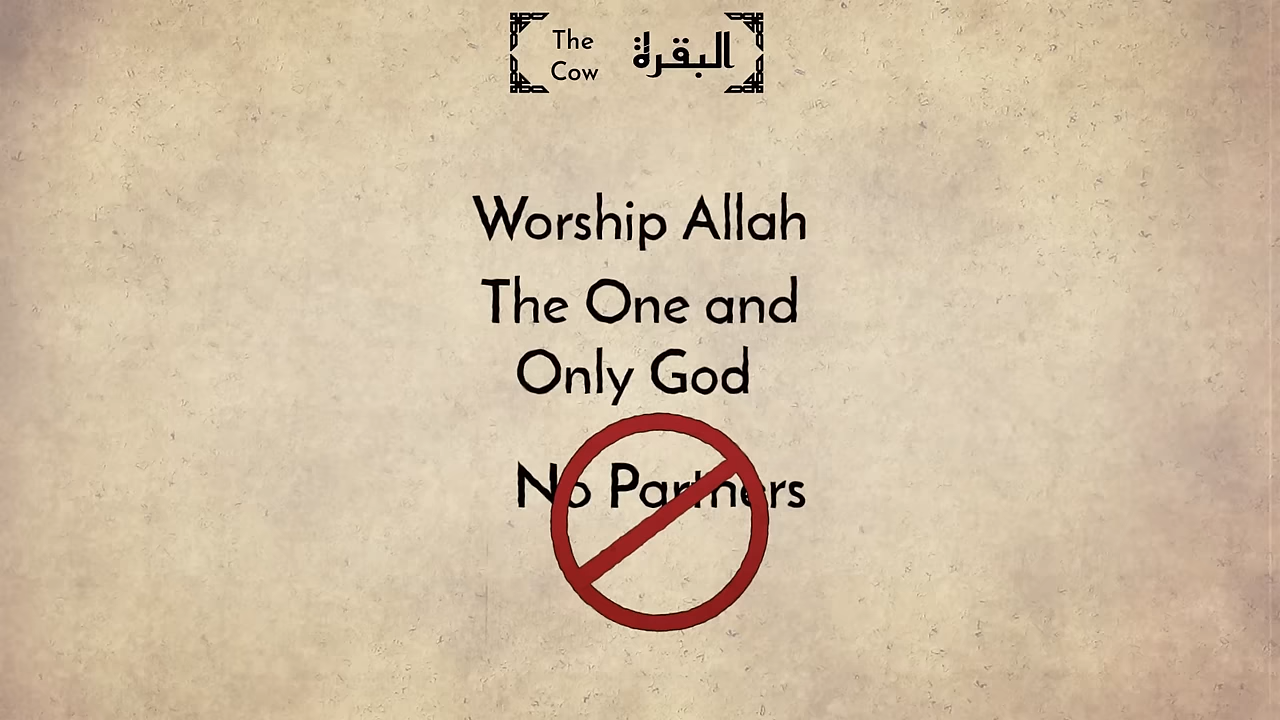 The
Cow
البقرة
Worship Allah
The One and
Only God
No Partners